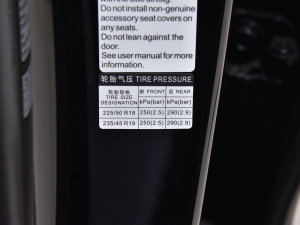 with side airbag.
Do not install non-genuine
accessory seat covers on
any seats.
Do not lean against the
door.
See user manual for more
information.
轮胎气压 TIRE PRESSURE
轮胎规格 前 FRONT 后 REAR
TIRE SIZE
DESIGNATION kPa(bar) kPa(bar)
225/50 R18 250(2.5) 290(2.9)
235/45 R19 250(2.5) 290(2.9)